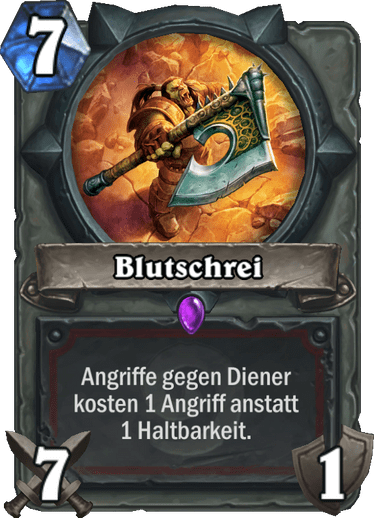 7
Blutschrei
Angriffe gegen Diener
kosten 1 Angriff anstatt
1 Haltbarkeit.
7
1